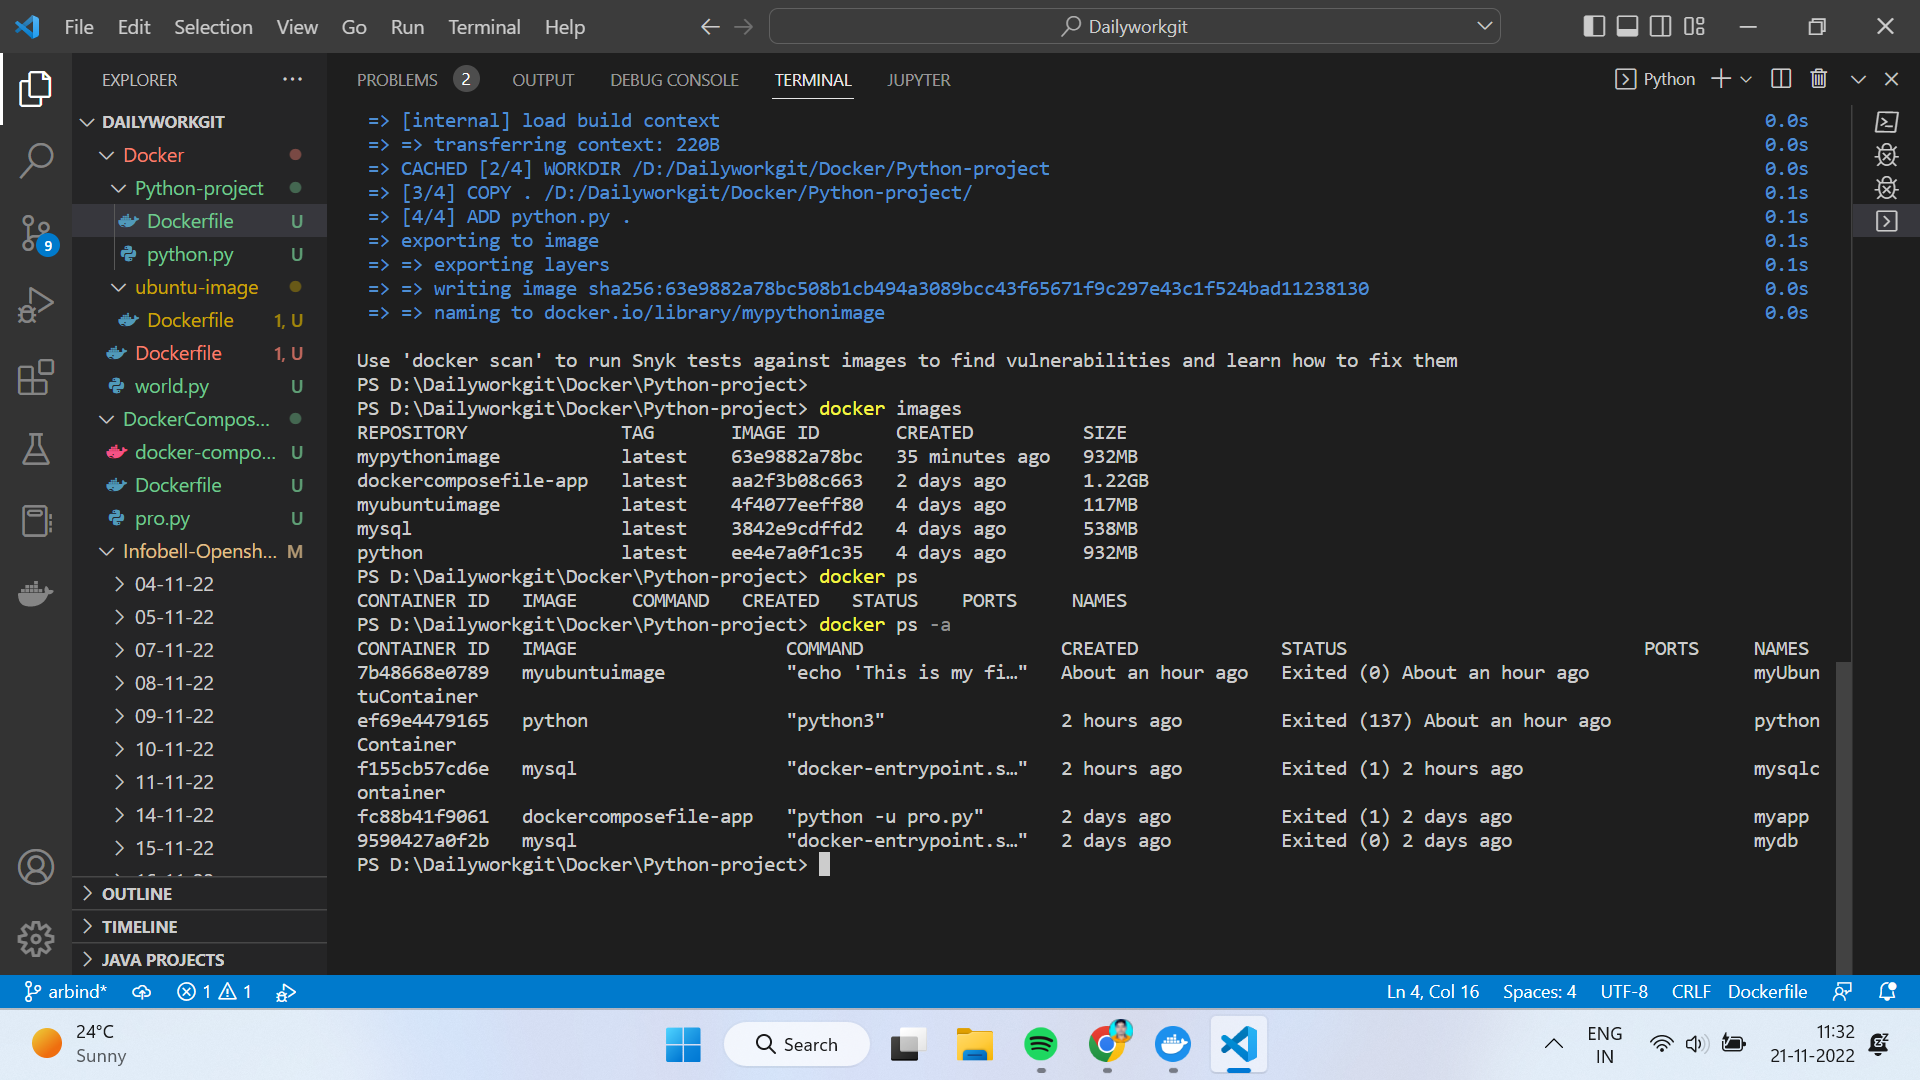 File Edit Selection View Go Run Terminal Help
Dailyworkgit
EXPLORER
DAILYWORKGIT
Docker
Python-project
Dockerfile U
python.py U
ubuntu-image
Dockerfile 1, U
Dockerfile 1, U
world.py U
DockerCompos...
docker-compo... U
Dockerfile U
pro.py U
Infobell-Opensh... M
04-11-22
05-11-22
07-11-22
08-11-22
09-11-22
10-11-22
11-11-22
14-11-22
15-11-22
OUTLINE
TIMELINE
JAVA PROJECTS
9
PROBLEMS 2 OUTPUT DEBUG CONSOLE TERMINAL JUPYTER
Python
=> [internal] load build context 0.0s
=> => transferring context: 220B 0.0s
=> CACHED [2/4] WORKDIR /D:/Dailyworkgit/Docker/Python-project 0.0s
=> [3/4] COPY . /D:/Dailyworkgit/Docker/Python-project/ 0.1s
=> [4/4] ADD python.py . 0.1s
=> exporting to image 0.1s
=> => exporting layers 0.1s
=> => writing image sha256:63e9882a78bc508b1cb494a3089bcc43f65671f9c297e43c1f524bad11238130 0.0s
=> => naming to docker.io/library/mypythonimage 0.0s
Use 'docker scan' to run Snyk tests against images to find vulnerabilities and learn how to fix them
PS D:\Dailyworkgit\Docker\Python-project>
PS D:\Dailyworkgit\Docker\Python-project> docker images
REPOSITORY TAG IMAGE ID CREATED SIZE
mypythonimage latest 63e9882a78bc 35 minutes ago 932MB
dockercomposefile-app latest aa2f3b08c663 2 days ago 1.22GB
myubuntuimage latest 4f4077eeff80 4 days ago 117MB
mysql latest 3842e9cdffd2 4 days ago 538MB
python latest ee4e7a0f1c35 4 days ago 932MB
PS D:\Dailyworkgit\Docker\Python-project> docker ps
CONTAINER ID IMAGE COMMAND CREATED STATUS PORTS NAMES
PS D:\Dailyworkgit\Docker\Python-project> docker ps -a
CONTAINER ID IMAGE COMMAND CREATED STATUS PORTS NAMES
7b48668e0789 myubuntuimage "echo 'This is my fi…" About an hour ago Exited (0) About an hour ago myUbun
tuContainer
ef69e4479165 python "python3" 2 hours ago Exited (137) About an hour ago python
Container
f155cb57cd6e mysql "docker-entrypoint.s…" 2 hours ago Exited (1) 2 hours ago mysqlc
ontainer
fc88b41f9061 dockercomposefile-app "python -u pro.py" 2 days ago Exited (1) 2 days ago myapp
9590427a0f2b mysql "docker-entrypoint.s…" 2 days ago Exited (0) 2 days ago mydb
PS D:\Dailyworkgit\Docker\Python-project>
arbind* 1 1 Ln 4, Col 16 Spaces: 4 UTF-8 CRLF Dockerfile
24°C
Sunny
Search
ENG
IN
11:32
21-11-2022